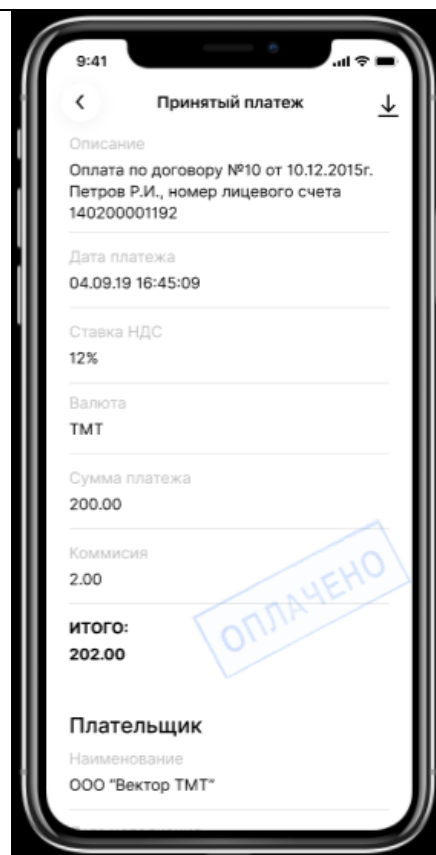 9:41
Принятый платеж
Описание
Оплата по договору №10 от 10.12.2015г.
Петров Р.И., номер лицевого счета
140200001192
Дата платежа
04.09.19 16:45:09
Ставка НДС
12%
Валюта
ТМТ
Сумма платежа
200.00
Коммисия
2.00
ОПЛАЧЕНО
ИТОГО:
202.00
Плательщик
Наименование
ООО "Вектор ТМТ"